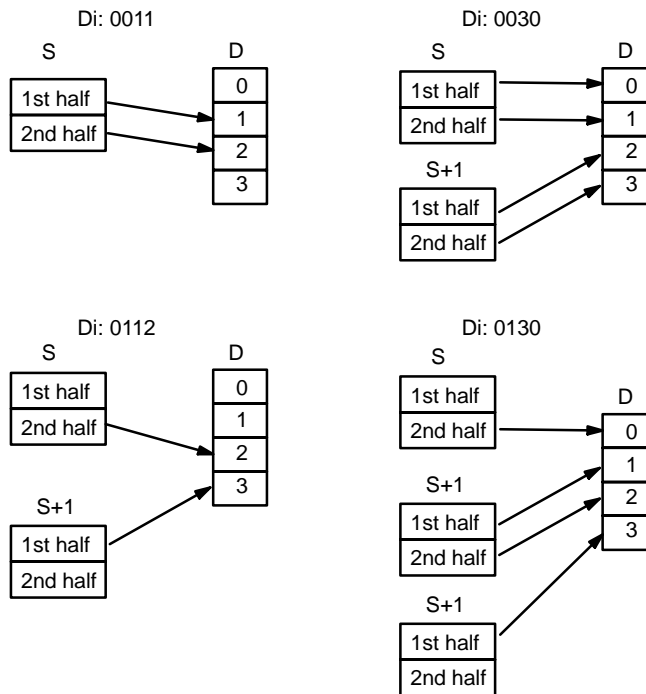 Di: 0011
S
D
1st half
2nd half
0
1
2
3
Di: 0030
S
D
1st half
2nd half
S+1
1st half
2nd half
0
1
2
3
Di: 0112
S
D
1st half
2nd half
S+1
1st half
2nd half
0
1
2
3
Di: 0130
S
D
1st half
2nd half
S+1
1st half
2nd half
S+1
1st half
2nd half
0
1
2
3